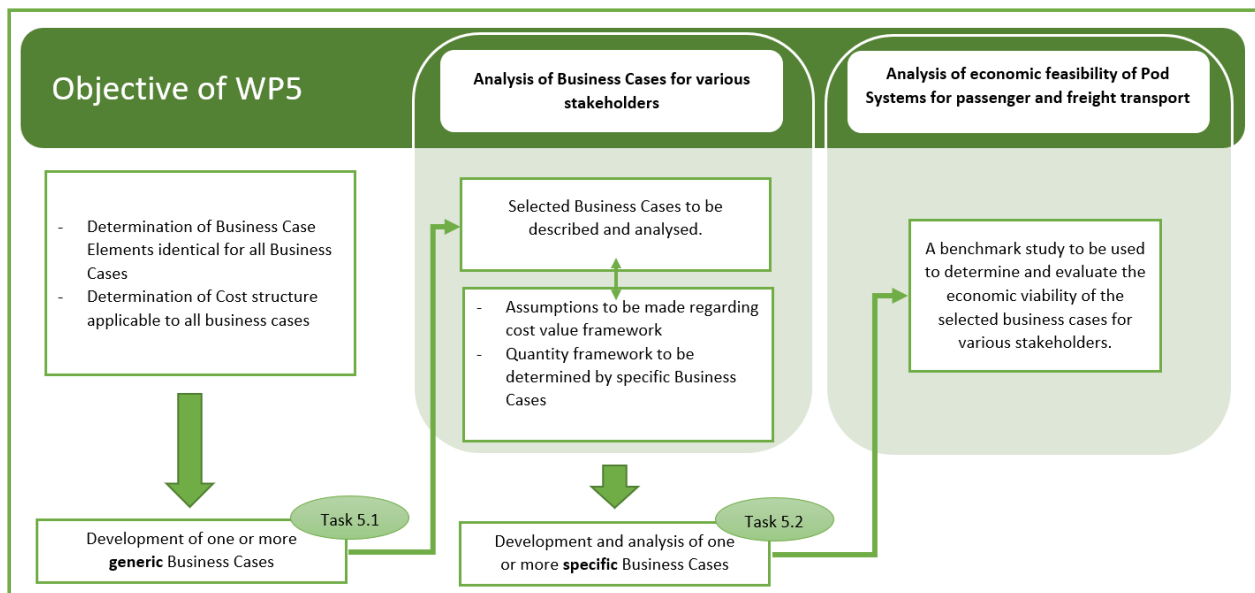 Objective of WP5
Analysis of Business Cases for various
stakeholders
Analysis of economic feasibility of Pod
Systems for passenger and freight transport
- Determination of Business Case
Elements identical for all Business
Cases
- Determination of Cost structure
applicable to all business cases
Development of one or more
generic Business Cases
Task 5.1
Selected Business Cases to be
described and analysed.
- Assumptions to be made regarding
cost value framework
- Quantity framework to be
determined by specific Business
Cases
Development and analysis of one
or more specific Business Cases
Task 5.2
A benchmark study to be used
to determine and evaluate the
economic viability of the
selected business cases for
various stakeholders.